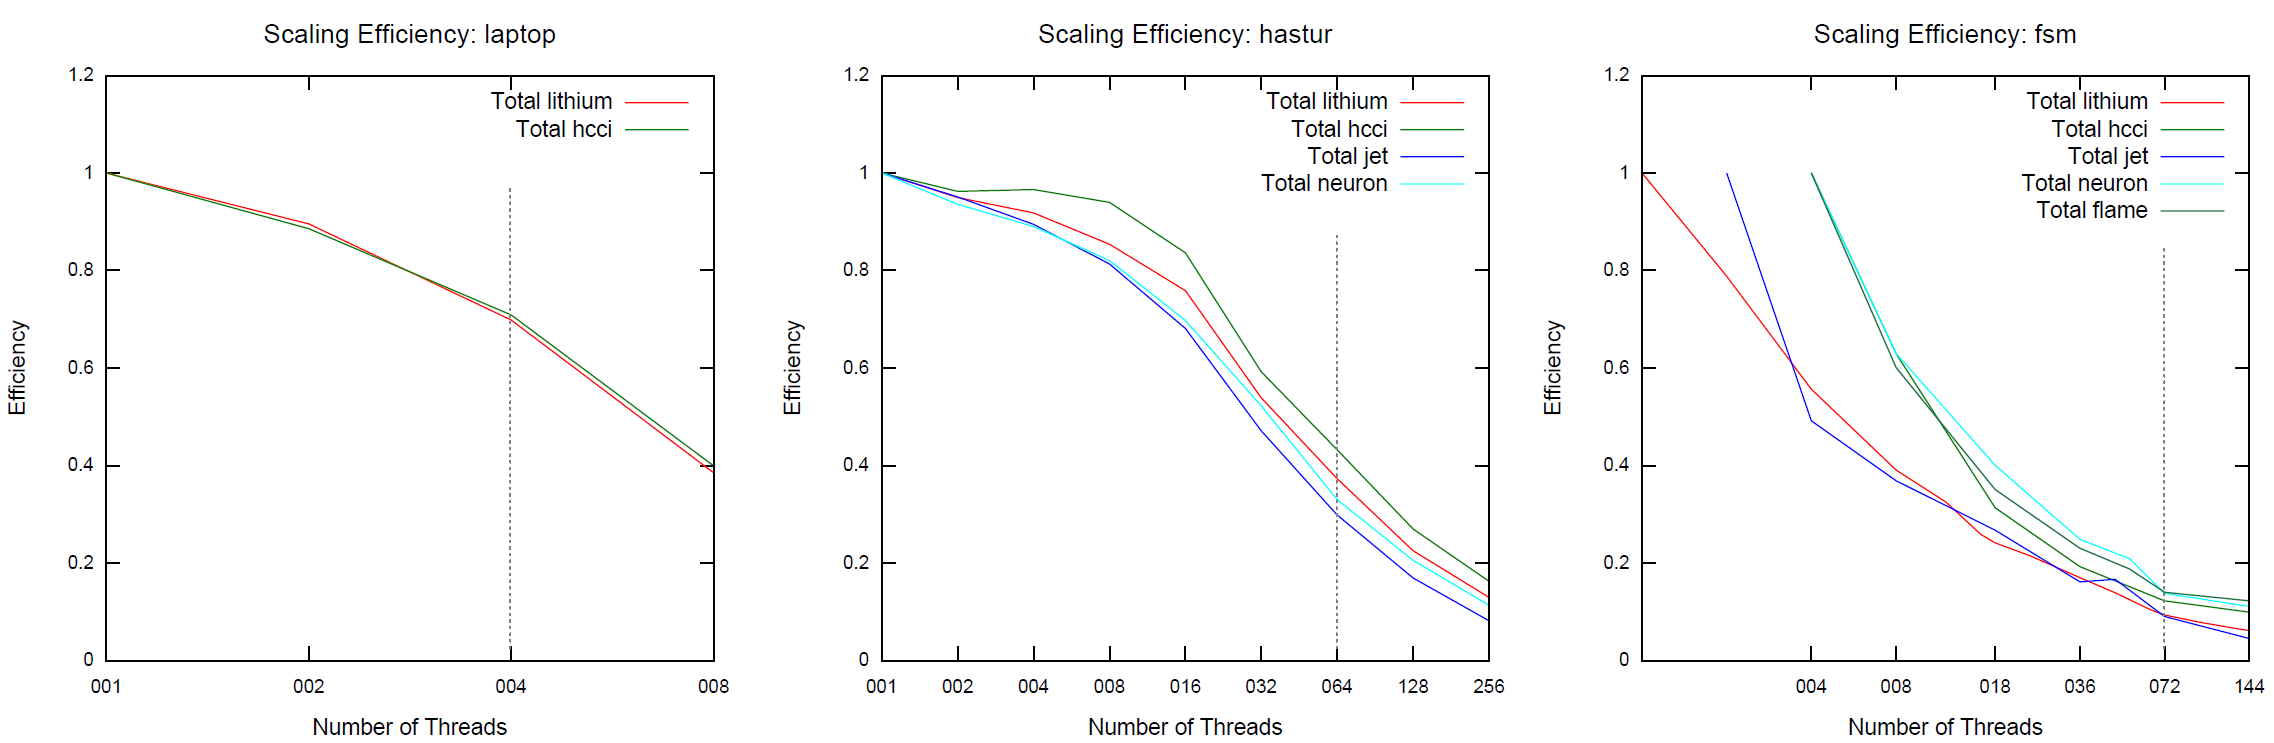 Scaling Efficiency: laptop
1.2
1
0.8
0.6
0.4
0.2
0
Efficiency
Total lithium
Total hcci
001 002 004 008
Number of Threads
Scaling Efficiency: hastur
1.2
1
0.8
0.6
0.4
0.2
0
Efficiency
Total lithium
Total hcci
Total jet
Total neuron
001 002 004 008 016 032 064 128 256
Number of Threads
Scaling Efficiency: fsm
1.2
1
0.8
0.6
0.4
0.2
0
Efficiency
Total lithium
Total hcci
Total jet
Total neuron
Total flame
004 008 018 036 072 144
Number of Threads